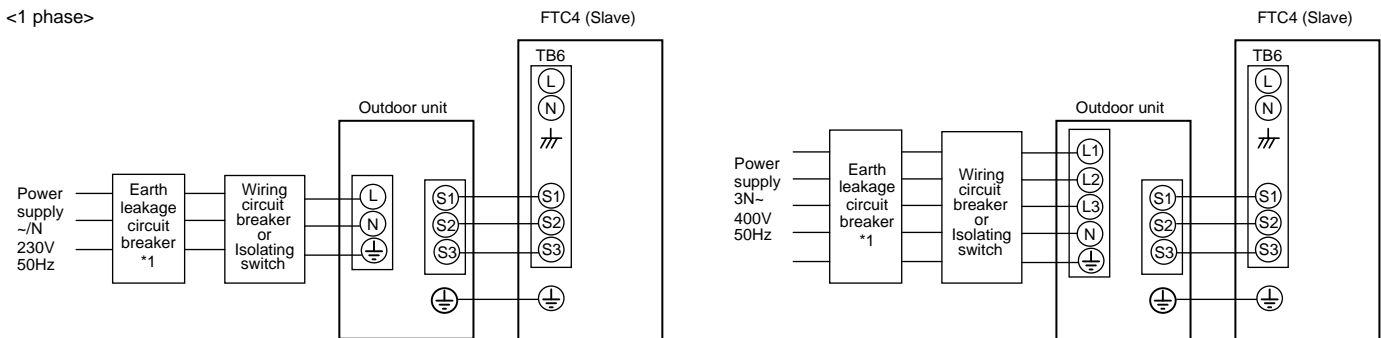 <1 phase>
FTC4 (Slave)
TB6
L
N
Outdoor unit
Power
supply
~/N
230V
50Hz
Earth
leakage
circuit
breaker
*1
Wiring
circuit
breaker
or
Isolating
switch
L
N
S1
S2
S3
S1
S2
S3
FTC4 (Slave)
TB6
L
N
Outdoor unit
Power
supply
3N~
400V
50Hz
Earth
leakage
circuit
breaker
*1
Wiring
circuit
breaker
or
Isolating
switch
L1
L2
L3
N
S1
S2
S3
S1
S2
S3